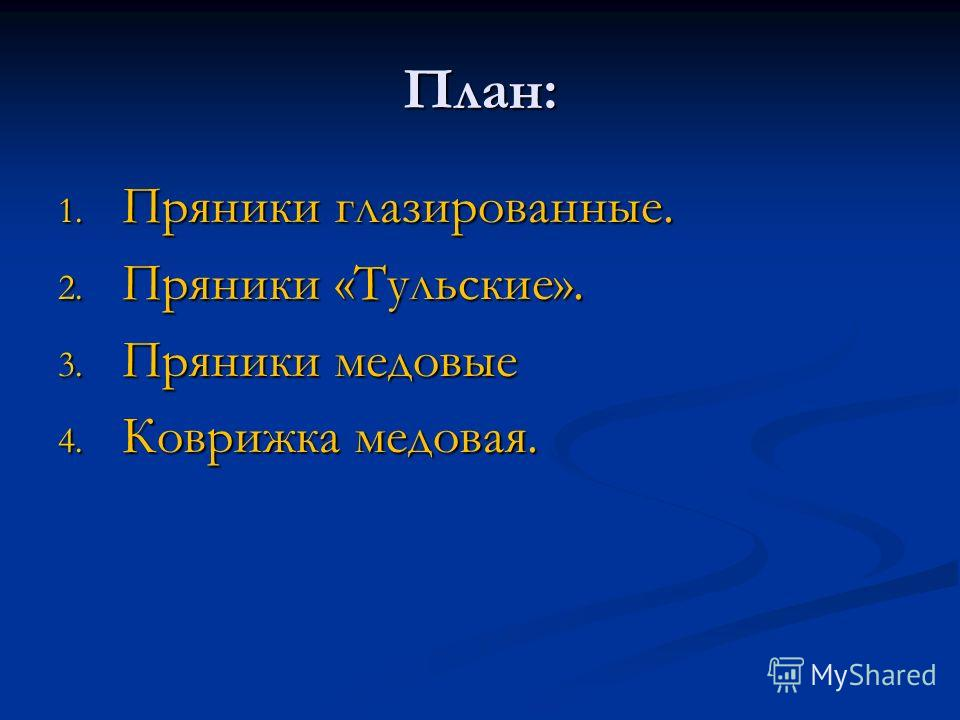 План:
1. Пряники глазированные.
2. Пряники «Тульские».
3. Пряники медовые
4. Коврижка медовая.
MyShared